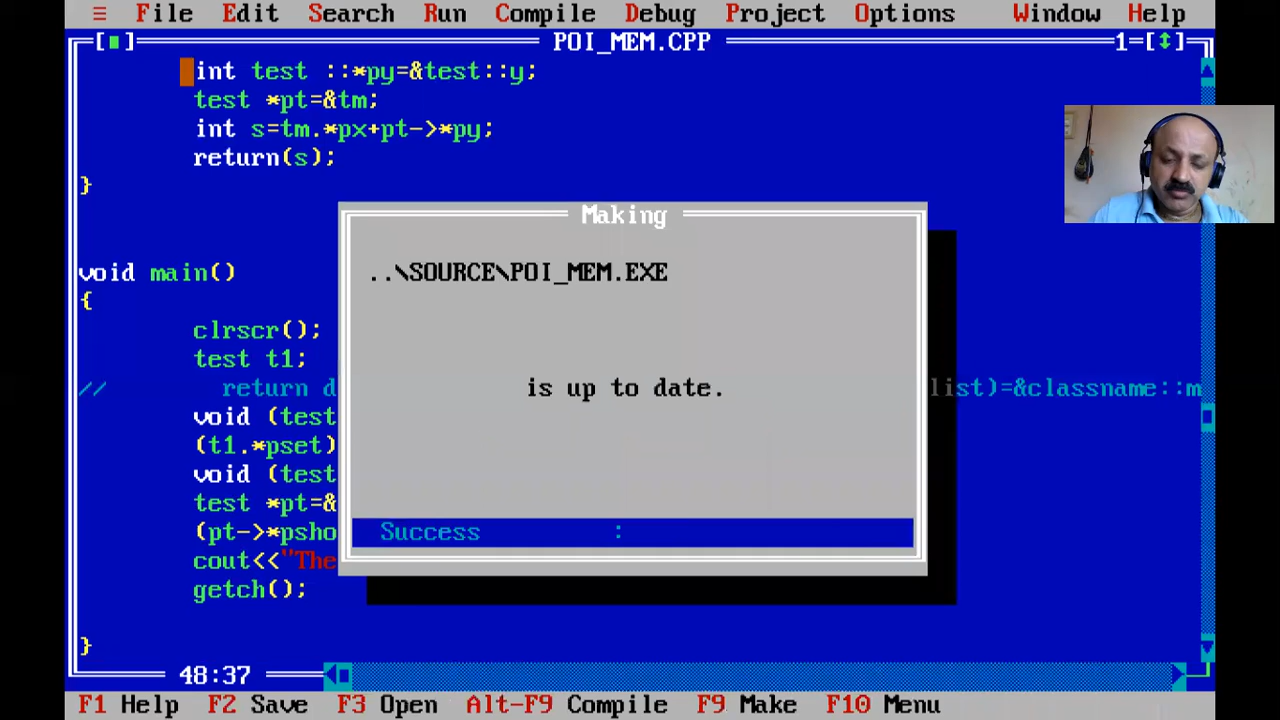 ≡ File Edit Search Run Compile Debug Project Options Window Help
[■] POI_MEM.CPP 1=[↕]
int test ::*py=&test::y;
test *pt=&tm;
int s=tm.*px+pt->*py;
return(s);
}
Making
..\SOURCE\POI_MEM.EXE
is up to date.
Success :
void main()
{
clrscr();
test t1;
// return d list)=&classname::m
void (test
(t1.*pset)
void (test
test *pt=&
(pt->*psho
cout<<"The
getch();
}
48:37
F1 Help F2 Save F3 Open Alt-F9 Compile F9 Make F10 Menu